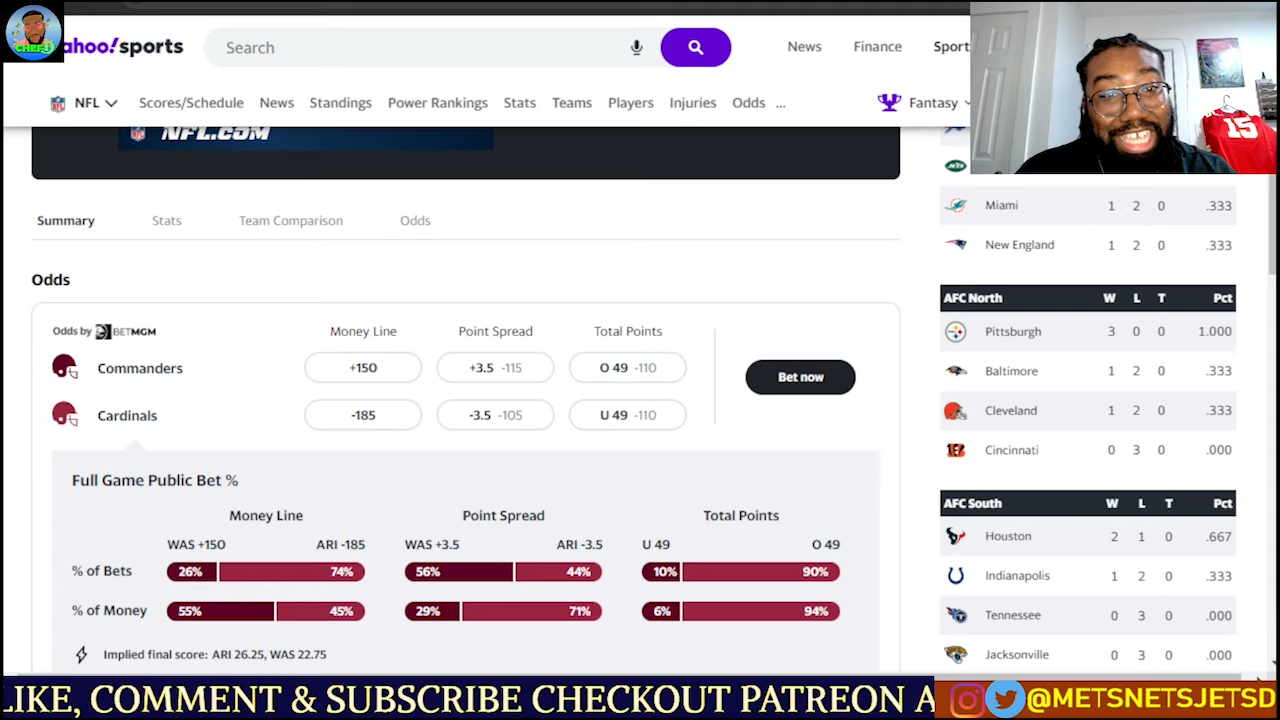 CHEF J
ahoo!sports
Search
News
Finance
Sport
NFL
Scores/Schedule
News
Standings
Power Rankings
Stats
Teams
Players
Injuries
Odds
...
Fantasy
NFL.COM
Summary
Stats
Team Comparison
Odds
Odds
Odds by BETMGM
Money Line
Point Spread
Total Points
Commanders
+150
+3.5 -115
O 49 -110
Cardinals
-185
-3.5 -105
U 49 -110
Bet now
Full Game Public Bet %
Money Line
Point Spread
Total Points
WAS +150
ARI -185
WAS +3.5
ARI -3.5
U 49
O 49
% of Bets
26%
74%
56%
44%
10%
90%
% of Money
55%
45%
29%
71%
6%
94%
Implied final score: ARI 26.25, WAS 22.75
15
JETS
Miami 1 2 0 .333
New England 1 2 0 .333
AFC North W L T Pct
Pittsburgh 3 0 0 1.000
Baltimore 1 2 0 .333
Cleveland 1 2 0 .333
Cincinnati 0 3 0 .000
AFC South W L T Pct
Houston 2 1 0 .667
Indianapolis 1 2 0 .333
Tennessee 0 3 0 .000
Jacksonville 0 3 0 .000
LIKE, COMMENT & SUBSCRIBE CHECKOUT PATREON A
@METSNETSJETSD